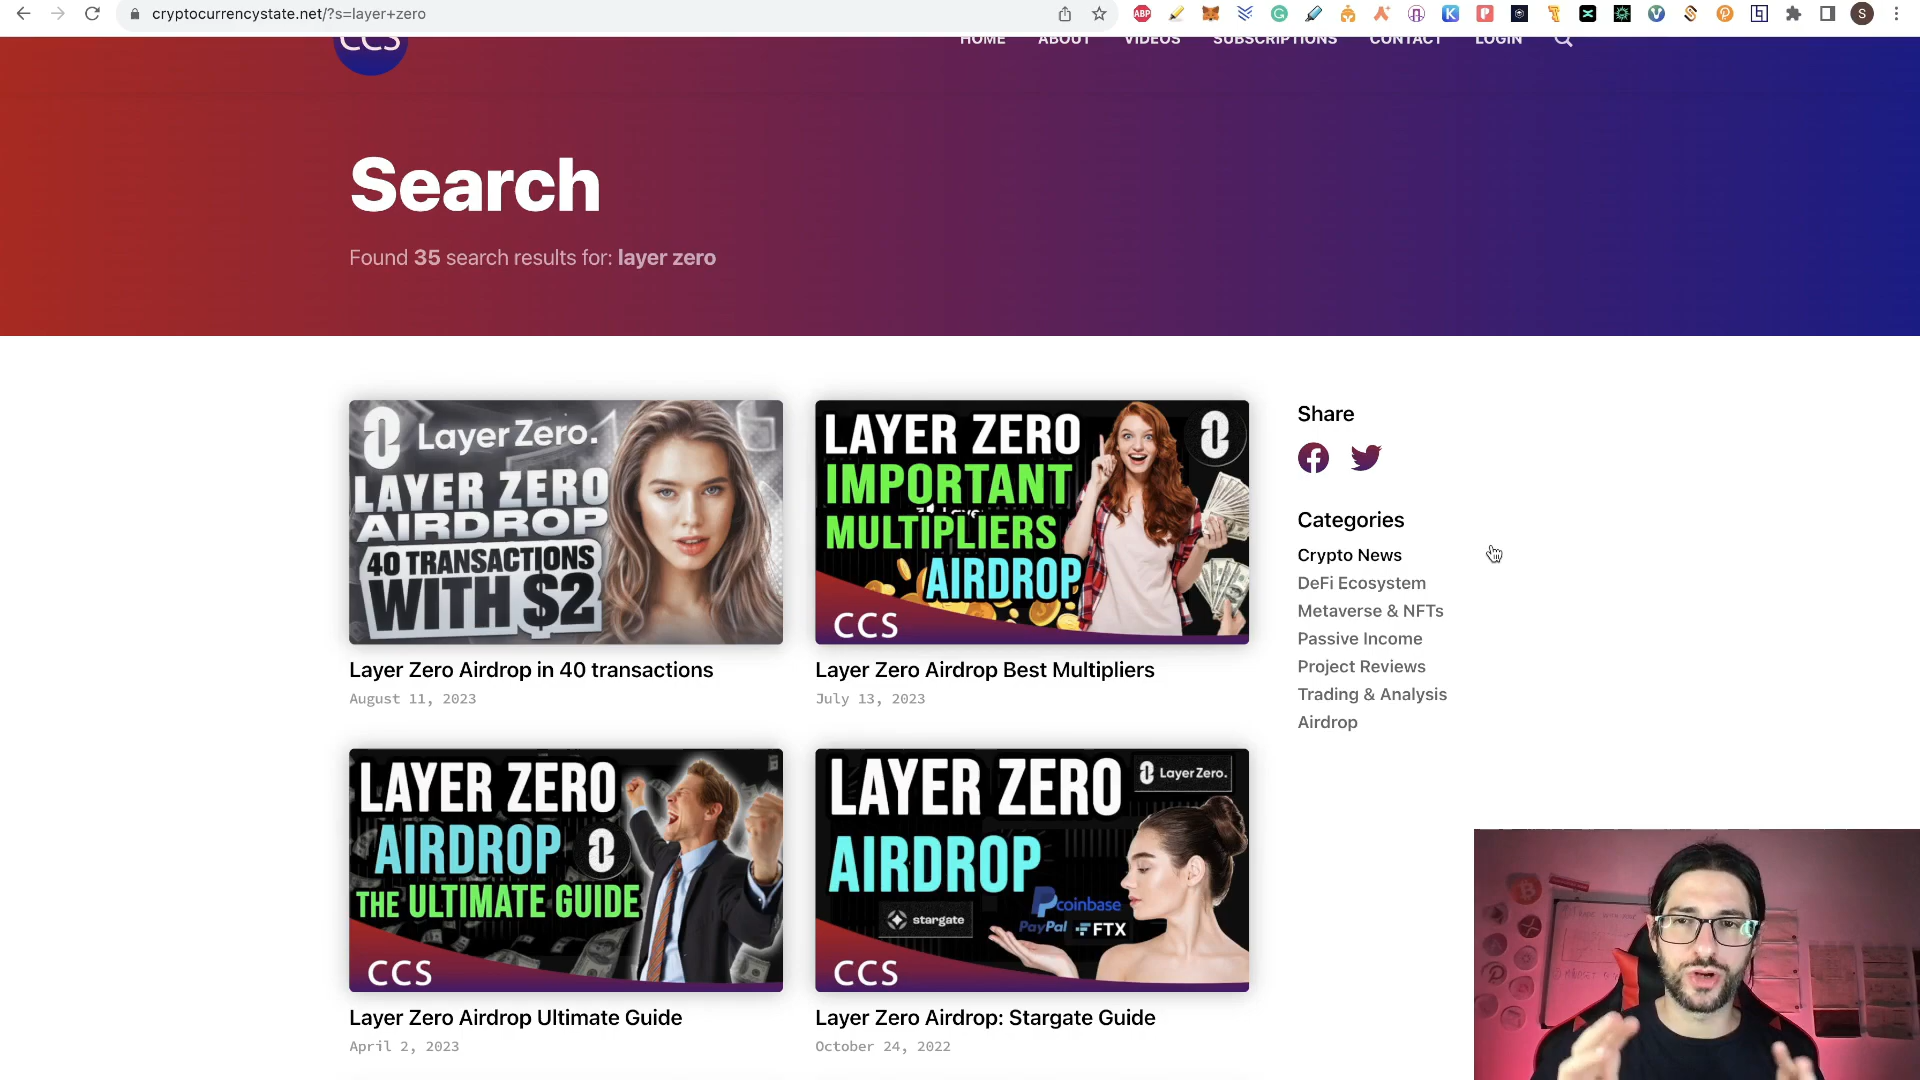 cryptocurrencystate.net/?s=layer+zero
ABP
S
CCS
HOME
ABOUT
VIDEOS
SUBSCRIPTIONS
CONTACT
LOGIN
Search
Found 35 search results for: layer zero
LayerZero.
LAYER ZERO
AIRDROP
40 TRANSACTIONS
WITH $2
Layer Zero Airdrop in 40 transactions
August 11, 2023
LAYER ZERO
IMPORTANT
MULTIPLIERS
AIRDROP
CCS
Layer Zero Airdrop Best Multipliers
July 13, 2023
LAYER ZERO
AIRDROP
THE ULTIMATE GUIDE
CCS
Layer Zero Airdrop Ultimate Guide
April 2, 2023
LAYER ZERO
LayerZero.
AIRDROP
coinbase
stargate
PayPal
FTX
CCS
Layer Zero Airdrop: Stargate Guide
October 24, 2022
Share
Categories
Crypto News
DeFi Ecosystem
Metaverse & NFTs
Passive Income
Project Reviews
Trading & Analysis
Airdrop